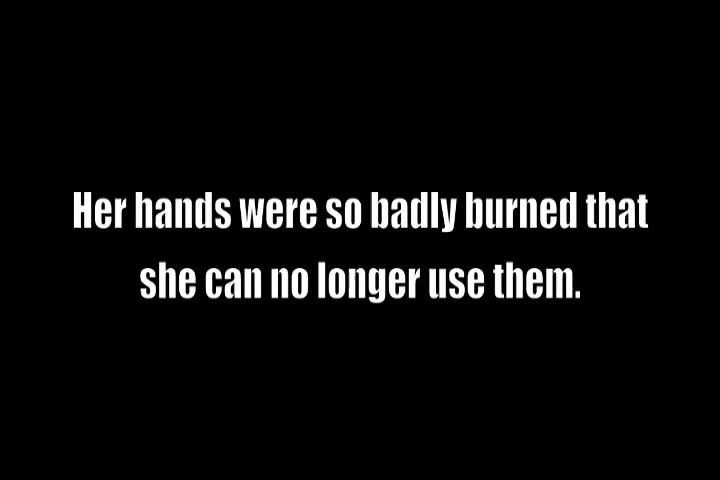 Her hands were so badly burned that
she can no longer use them.